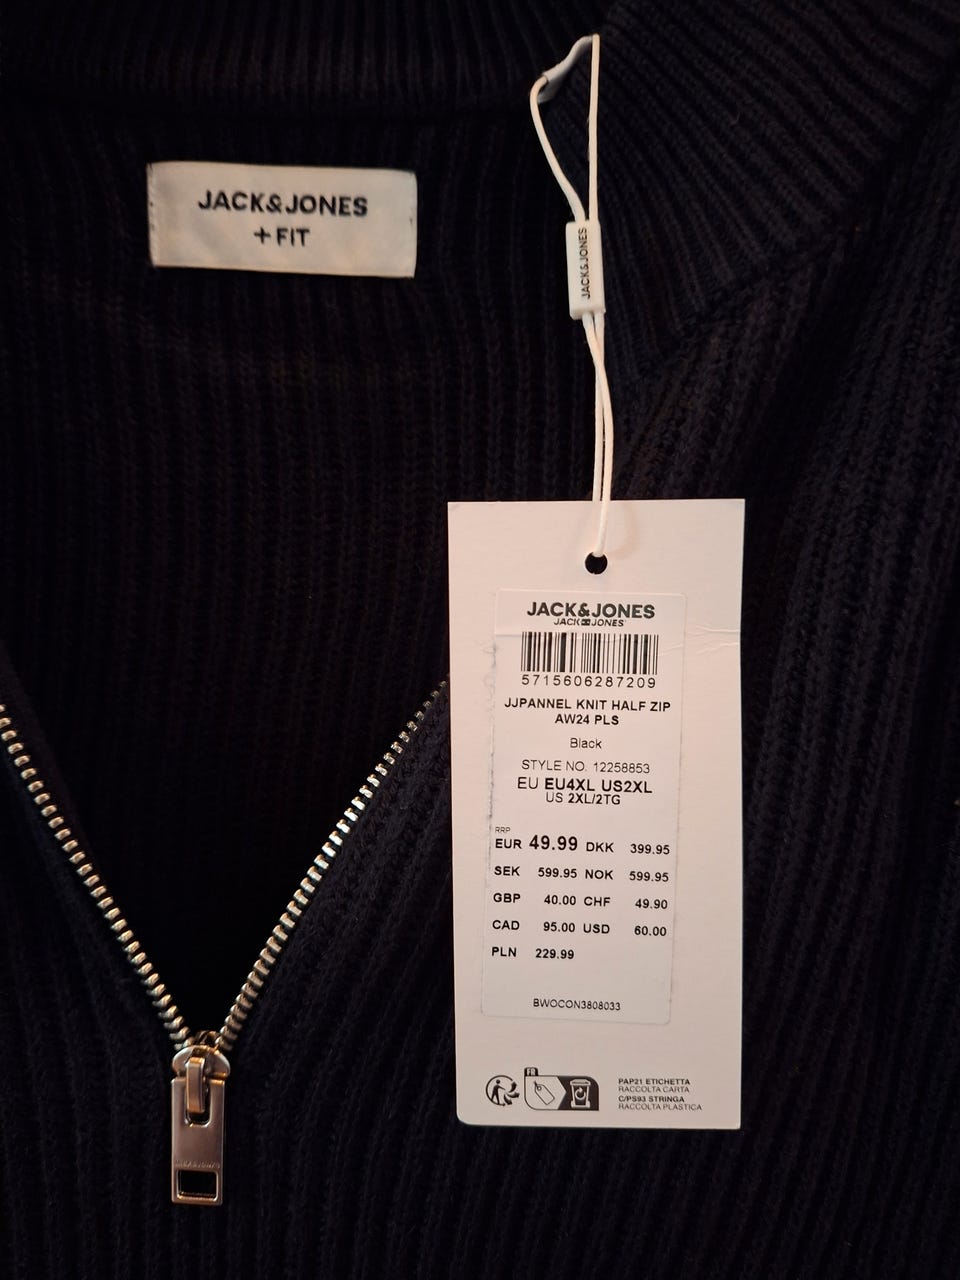 JACK&JONES
+ FIT
JACK&JONES
JACK&JONES
JACK JONES
5715606287209
JJPANNEL KNIT HALF ZIP
AW24 PLS
Black
STYLE NO. 12258853
EU EU4XL US2XL
US 2XL/2TG
RRP
EUR 49.99 DKK 399.95
SEK 599.95 NOK 599.95
GBP 40.00 CHF 49.90
CAD 95.00 USD 60.00
PLN 229.99
BWOCON3808033
FR
PAP21 ETICHETTA
RACCOLTA CARTA
C/PS93 STRINGA
RACCOLTA PLASTICA